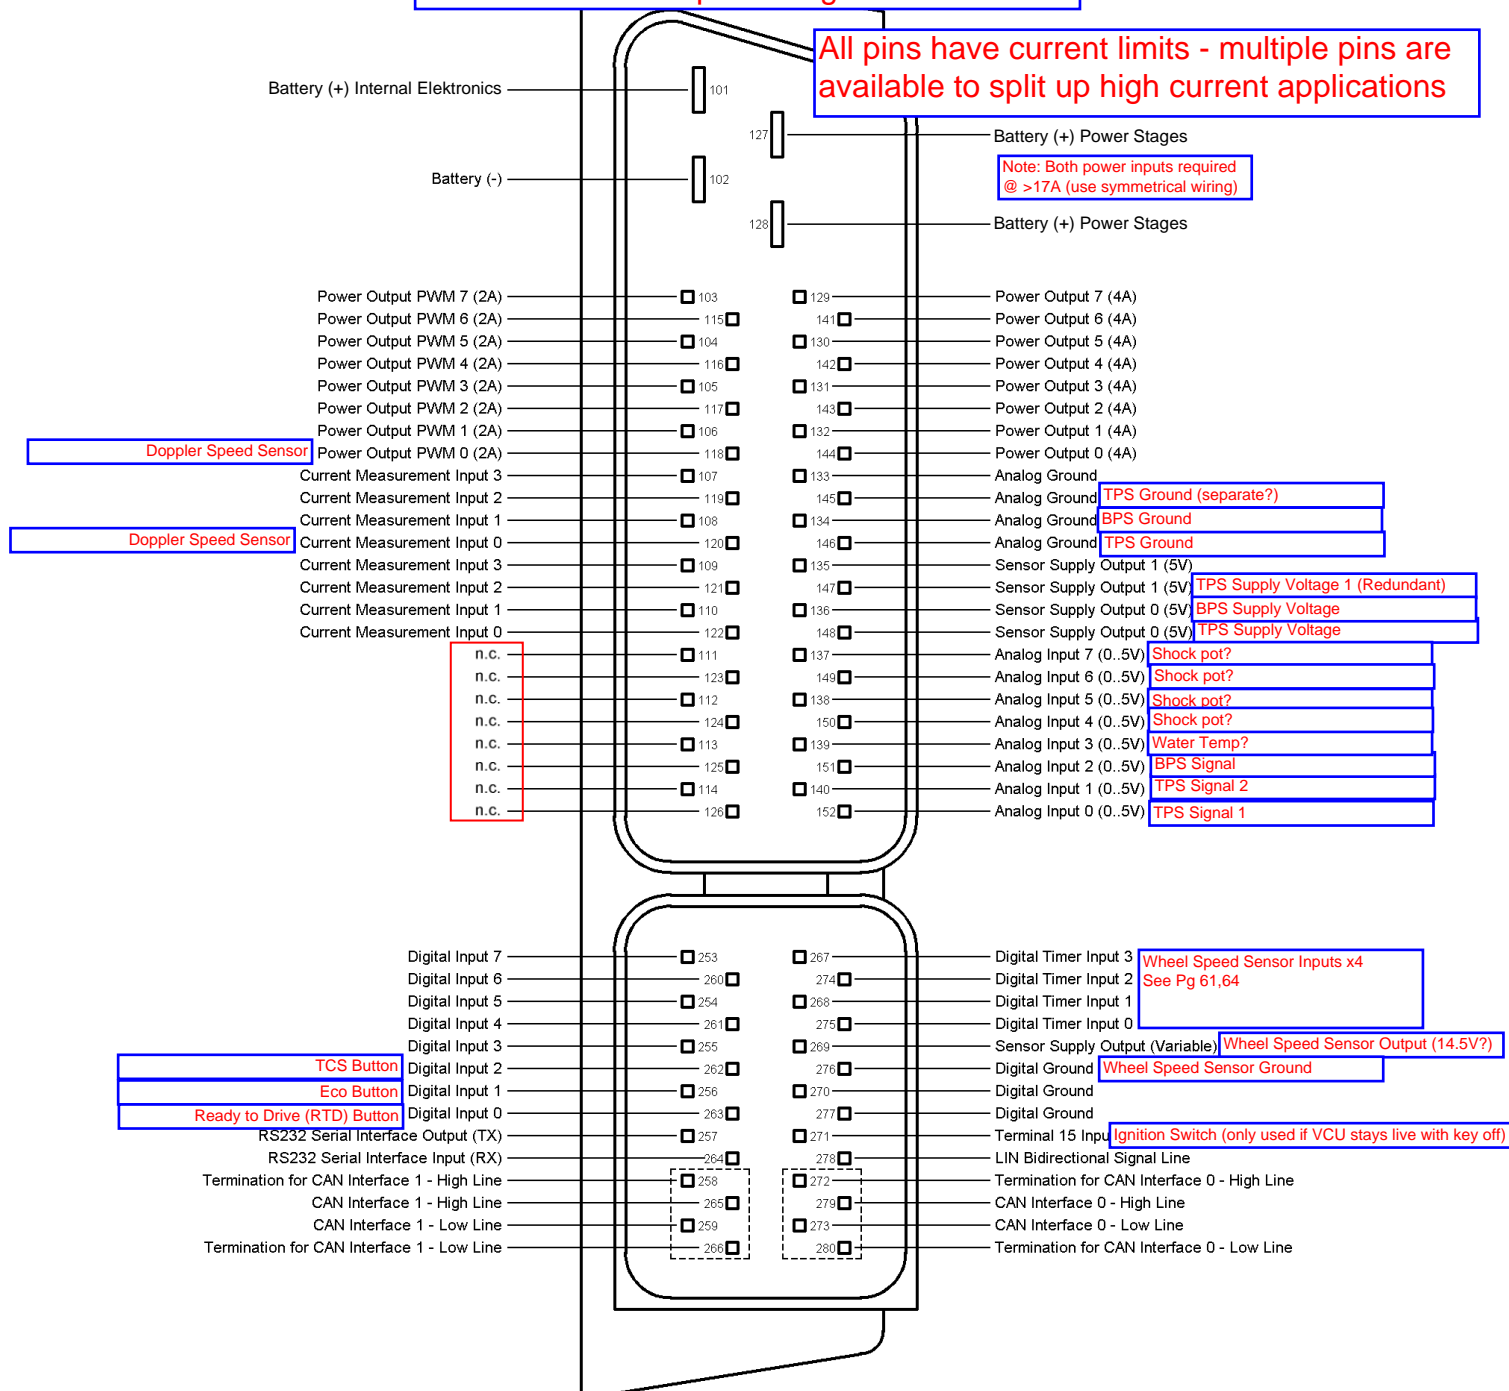 All pins have current limits - multiple pins are
available to split up high current applications
Battery (+) Internal Elektronics 101
127 Battery (+) Power Stages
Note: Both power inputs required
@ >17A (use symmetrical wiring)
Battery (-) 102
128 Battery (+) Power Stages
Power Output PWM 7 (2A) 103 129 Power Output 7 (4A)
Power Output PWM 6 (2A) 115 141 Power Output 6 (4A)
Power Output PWM 5 (2A) 104 130 Power Output 5 (4A)
Power Output PWM 4 (2A) 116 142 Power Output 4 (4A)
Power Output PWM 3 (2A) 105 131 Power Output 3 (4A)
Power Output PWM 2 (2A) 117 143 Power Output 2 (4A)
Power Output PWM 1 (2A) 106 132 Power Output 1 (4A)
Doppler Speed Sensor Power Output PWM 0 (2A) 118 144 Power Output 0 (4A)
Current Measurement Input 3 107 133 Analog Ground
Current Measurement Input 2 119 145 Analog Ground TPS Ground (separate?)
Current Measurement Input 1 108 134 Analog Ground BPS Ground
Doppler Speed Sensor Current Measurement Input 0 120 146 Analog Ground TPS Ground
Current Measurement Input 3 109 135 Sensor Supply Output 1 (5V)
Current Measurement Input 2 121 147 Sensor Supply Output 1 (5V) TPS Supply Voltage 1 (Redundant)
Current Measurement Input 1 110 136 Sensor Supply Output 0 (5V) BPS Supply Voltage
Current Measurement Input 0 122 148 Sensor Supply Output 0 (5V) TPS Supply Voltage
n.c. 111 137 Analog Input 7 (0..5V) Shock pot?
n.c. 123 149 Analog Input 6 (0..5V) Shock pot?
n.c. 112 138 Analog Input 5 (0..5V) Shock pot?
n.c. 124 150 Analog Input 4 (0..5V) Shock pot?
n.c. 113 139 Analog Input 3 (0..5V) Water Temp?
n.c. 125 151 Analog Input 2 (0..5V) BPS Signal
n.c. 114 140 Analog Input 1 (0..5V) TPS Signal 2
n.c. 126 152 Analog Input 0 (0..5V) TPS Signal 1
Digital Input 7 253 267 Digital Timer Input 3 Wheel Speed Sensor Inputs x4
Digital Input 6 260 274 Digital Timer Input 2 See Pg 61,64
Digital Input 5 254 268 Digital Timer Input 1
Digital Input 4 261 275 Digital Timer Input 0
Digital Input 3 255 269 Sensor Supply Output (Variable) Wheel Speed Sensor Output (14.5V?)
TCS Button Digital Input 2 262 276 Digital Ground Wheel Speed Sensor Ground
Eco Button Digital Input 1 256 270 Digital Ground
Ready to Drive (RTD) Button Digital Input 0 263 277 Digital Ground
RS232 Serial Interface Output (TX) 257 271 Terminal 15 Inpu Ignition Switch (only used if VCU stays live with key off)
RS232 Serial Interface Input (RX) 264 278 LIN Bidirectional Signal Line
Termination for CAN Interface 1 - High Line 258 272 Termination for CAN Interface 0 - High Line
CAN Interface 1 - High Line 265 279 CAN Interface 0 - High Line
CAN Interface 1 - Low Line 259 273 CAN Interface 0 - Low Line
Termination for CAN Interface 1 - Low Line 266 280 Termination for CAN Interface 0 - Low Line